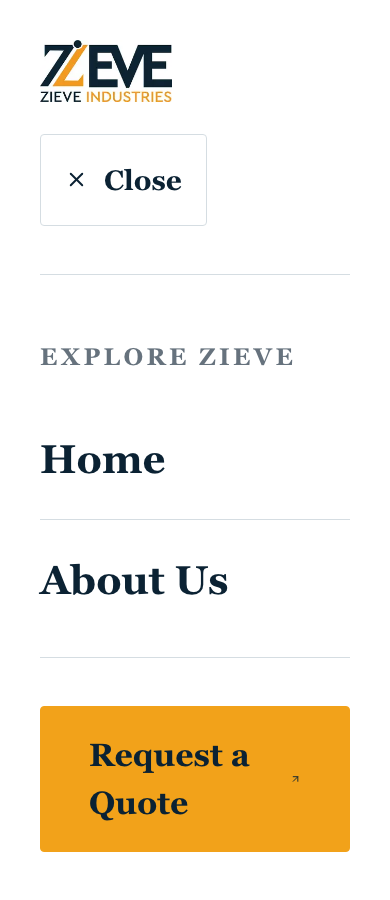 ZIEVE
ZIEVE INDUSTRIES
Close
EXPLORE ZIEVE
Home
About Us
Request a
Quote